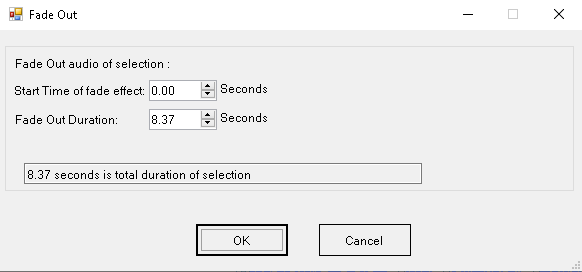 Fade Out
Fade Out audio of selection :
Start Time of fade effect: 0.00 Seconds
Fade Out Duration: 8.37 Seconds
8.37 seconds is total duration of selection
OK Cancel